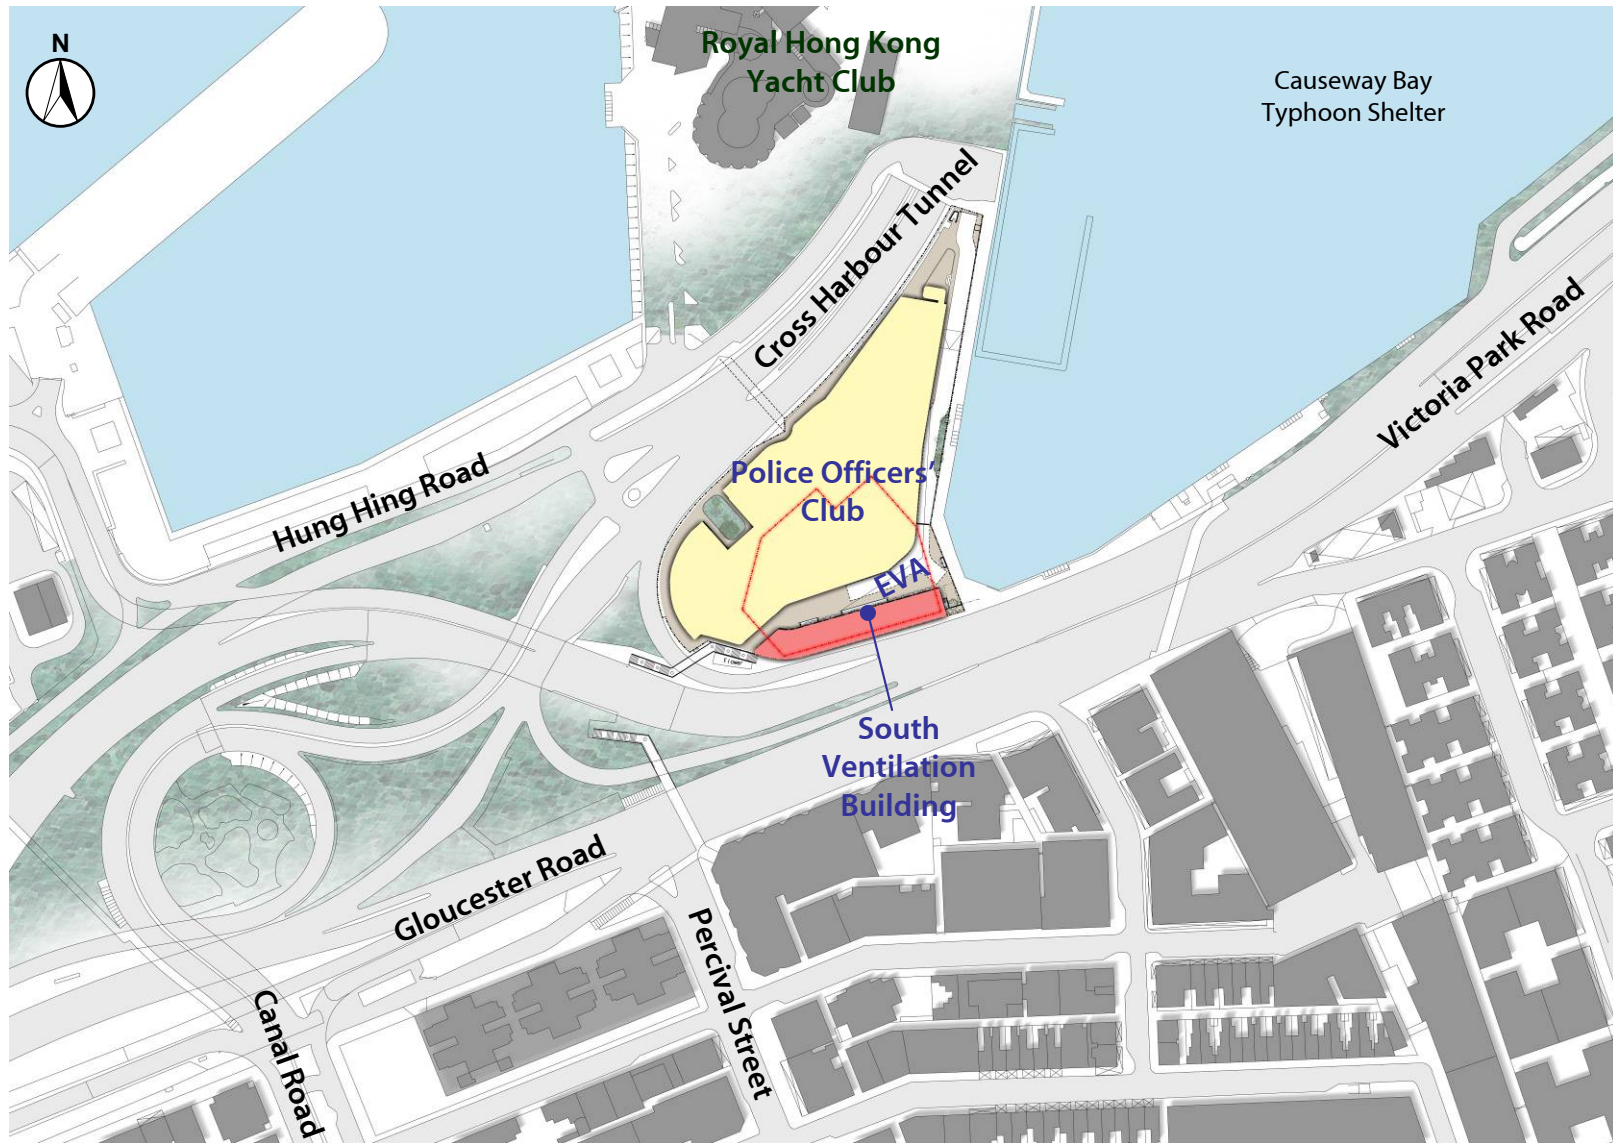 N
Royal Hong Kong
Yacht Club
Causeway Bay
Typhoon Shelter
Cross Harbour Tunnel
Victoria Park Road
Hung Hing Road
Police Officers'
Club
EVA
South
Ventilation
Building
Gloucester Road
Percival Street
Canal Road